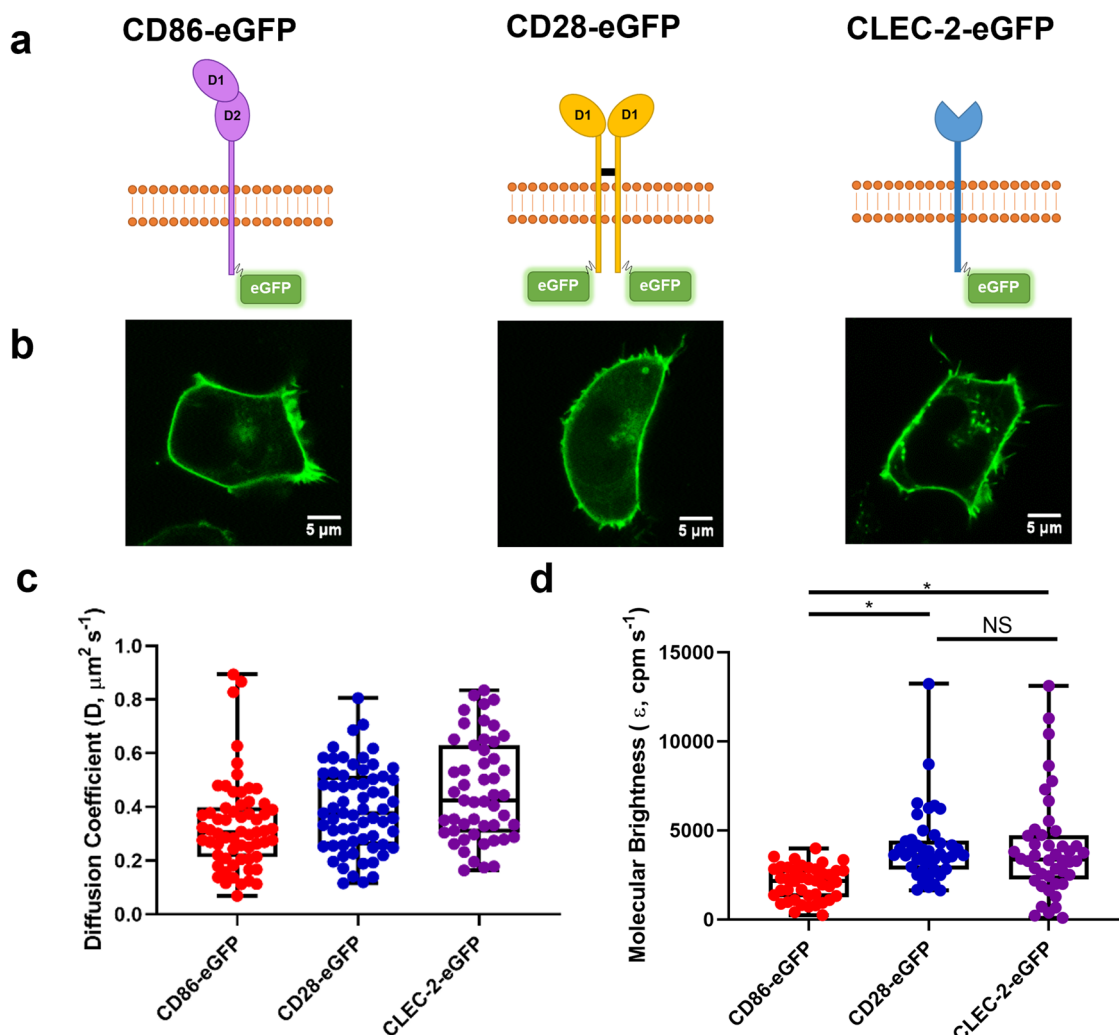 a
CD86-eGFP
CD28-eGFP
CLEC-2-eGFP
D1
D2
D1
D1
eGFP
eGFP
eGFP
eGFP
b
5 µm
5 µm
5 µm
c
Diffusion Coefficient (D, µm² s⁻¹)
1.0
0.8
0.6
0.4
0.2
0.0
CD86-eGFP
CD28-eGFP
CLEC-2-eGFP
d
*
*
NS
Molecular Brightness ( ε, cpm s⁻¹)
15000
10000
5000
0
CD86-eGFP
CD28-eGFP
CLEC-2-eGFP